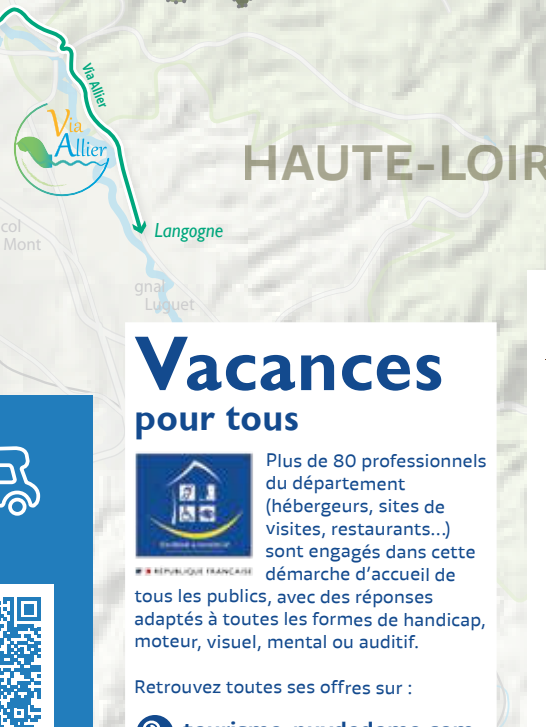 Via Allier
Via
Allier
HAUTE-LOIR
col
Mont
Langogne
gnal
Luguet
Vacances
pour tous
Plus de 80 professionnels
du département
(hébergeurs, sites de
visites, restaurants...)
sont engagés dans cette
démarche d'accueil de
RÉPUBLIQUE FRANÇAISE
tous les publics, avec des réponses
adaptés à toutes les formes de handicap,
moteur, visuel, mental ou auditif.
Retrouvez toutes ses offres sur :